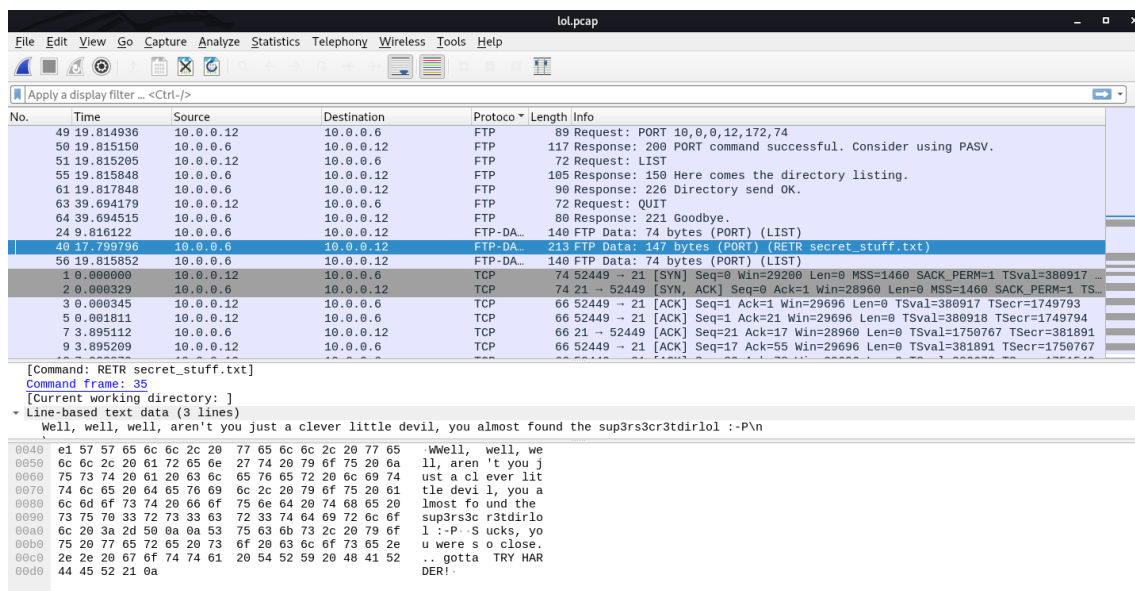 lol.pcap
File Edit View Go Capture Analyze Statistics Telephony Wireless Tools Help
Apply a display filter ... <Ctrl-/>
No. Time Source Destination Protoco Length Info
49 19.814936 10.0.0.12 10.0.0.6 FTP 89 Request: PORT 10,0,0,12,172,74
50 19.815150 10.0.0.6 10.0.0.12 FTP 117 Response: 200 PORT command successful. Consider using PASV.
51 19.815205 10.0.0.12 10.0.0.6 FTP 72 Request: LIST
55 19.815848 10.0.0.6 10.0.0.12 FTP 105 Response: 150 Here comes the directory listing.
61 19.817848 10.0.0.6 10.0.0.12 FTP 90 Response: 226 Directory send OK.
63 39.694179 10.0.0.12 10.0.0.6 FTP 72 Request: QUIT
64 39.694515 10.0.0.6 10.0.0.12 FTP 80 Response: 221 Goodbye.
24 9.816122 10.0.0.6 10.0.0.12 FTP-DA… 140 FTP Data: 74 bytes (PORT) (LIST)
40 17.799796 10.0.0.6 10.0.0.12 FTP-DA… 213 FTP Data: 147 bytes (PORT) (RETR secret_stuff.txt)
56 19.815852 10.0.0.6 10.0.0.12 FTP-DA… 140 FTP Data: 74 bytes (PORT) (LIST)
1 0.000000 10.0.0.12 10.0.0.6 TCP 74 52449 → 21 [SYN] Seq=0 Win=29200 Len=0 MSS=1460 SACK_PERM=1 TSval=380917 …
2 0.000329 10.0.0.6 10.0.0.12 TCP 74 21 → 52449 [SYN, ACK] Seq=0 Ack=1 Win=28960 Len=0 MSS=1460 SACK_PERM=1 TS…
3 0.000345 10.0.0.12 10.0.0.6 TCP 66 52449 → 21 [ACK] Seq=1 Ack=1 Win=29696 Len=0 TSval=380917 TSecr=1749793
5 0.001811 10.0.0.12 10.0.0.6 TCP 66 52449 → 21 [ACK] Seq=1 Ack=21 Win=29696 Len=0 TSval=380918 TSecr=1749794
7 3.895112 10.0.0.6 10.0.0.12 TCP 66 21 → 52449 [ACK] Seq=21 Ack=17 Win=28960 Len=0 TSval=1750767 TSecr=381891
9 3.895209 10.0.0.12 10.0.0.6 TCP 66 52449 → 21 [ACK] Seq=17 Ack=55 Win=29696 Len=0 TSval=381891 TSecr=1750767
[Command: RETR secret_stuff.txt]
Command frame: 35
[Current working directory: ]
Line-based text data (3 lines)
Well, well, well, aren't you just a clever little devil, you almost found the sup3rs3cr3tdirlol :-P\n
0040 e1 57 57 65 6c 6c 2c 20 77 65 6c 6c 2c 20 77 65 ·WWell, well, we
0050 6c 6c 2c 20 61 72 65 6e 27 74 20 79 6f 75 20 6a ll, aren 't you j
0060 75 73 74 20 61 20 63 6c 65 76 65 72 20 6c 69 74 ust a cl ever lit
0070 74 6c 65 20 64 65 76 69 6c 2c 20 79 6f 75 20 61 tle devi l, you a
0080 6c 6d 6f 73 74 20 66 6f 75 6e 64 20 74 68 65 20 lmost fo und the
0090 73 75 70 33 72 73 33 63 72 33 74 64 69 72 6c 6f sup3rs3c r3tdirlo
00a0 6c 20 3a 2d 50 0a 0a 53 75 63 6b 73 2c 20 79 6f l :-P··S ucks, yo
00b0 75 20 77 65 72 65 20 73 6f 20 63 6c 6f 73 65 2e u were s o close.
00c0 2e 2e 20 67 6f 74 74 61 20 54 52 59 20 48 41 52 .. gotta TRY HAR
00d0 44 45 52 21 0a DER!·